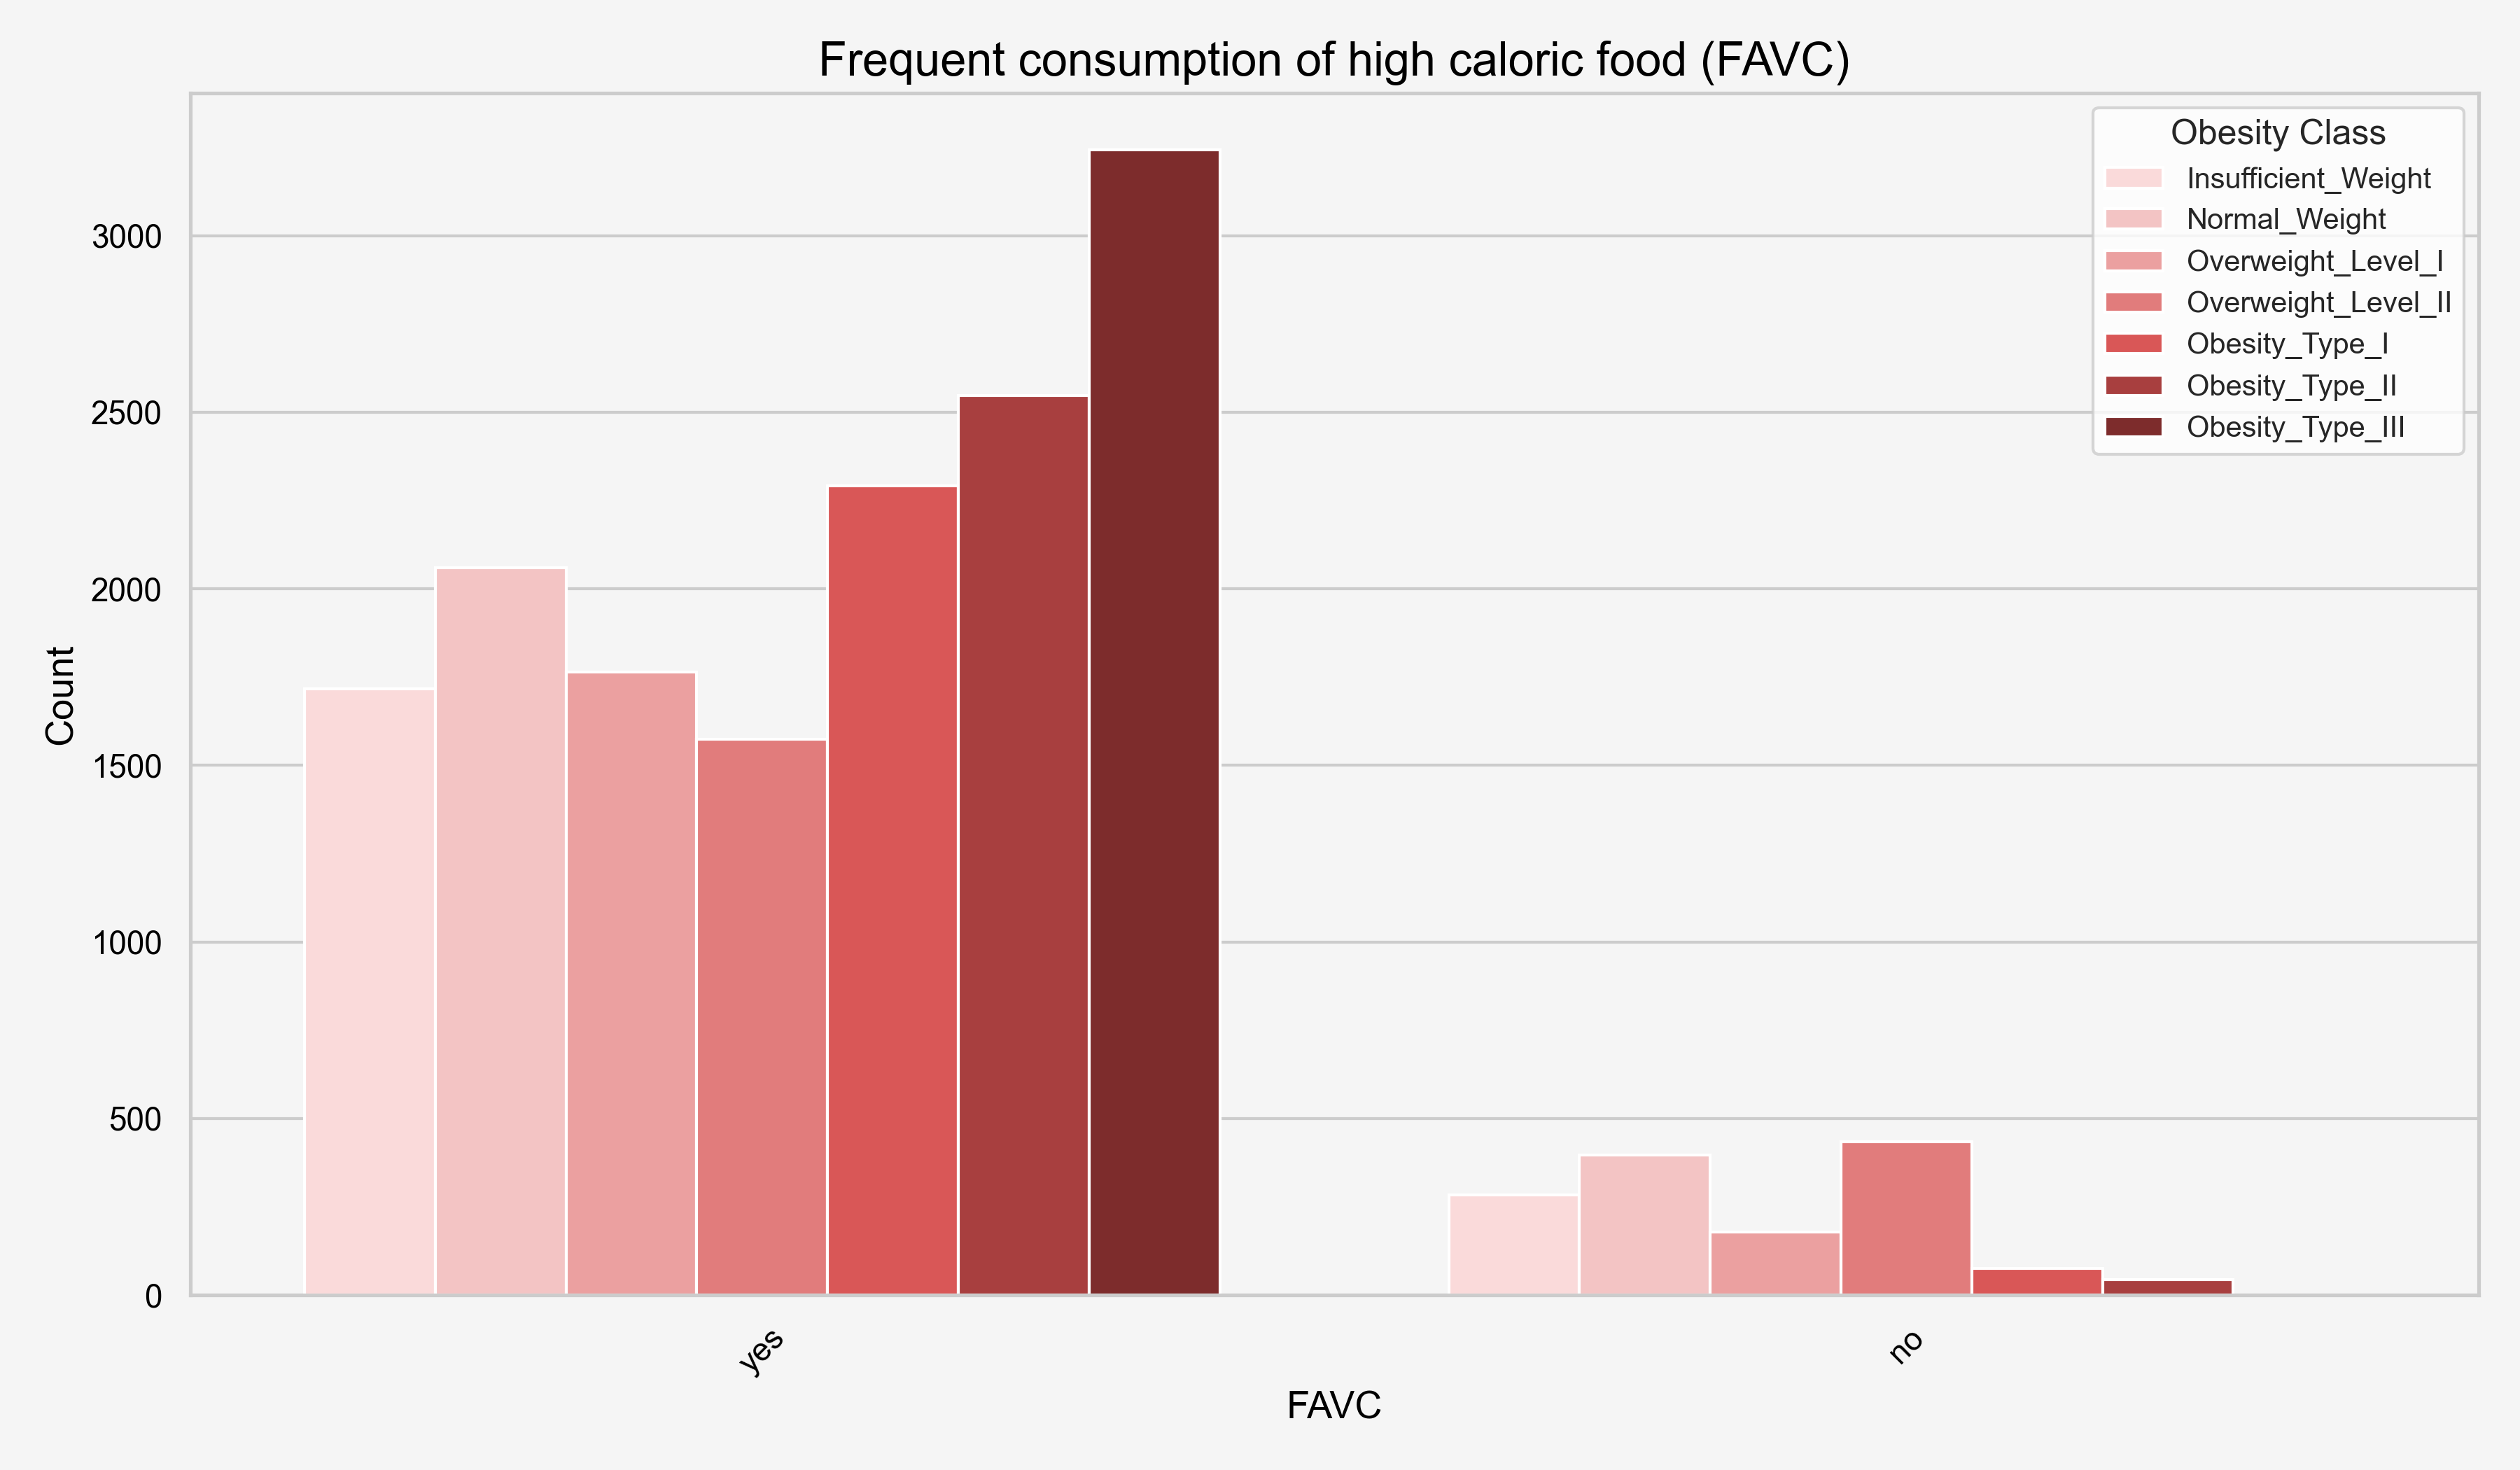 Frequent consumption of high caloric food (FAVC)
Obesity Class
Insufficient_Weight
Normal_Weight
Overweight_Level_I
Overweight_Level_II
Obesity_Type_I
Obesity_Type_II
Obesity_Type_III
Count
3000
2500
2000
1500
1000
500
0
yes
no
FAVC